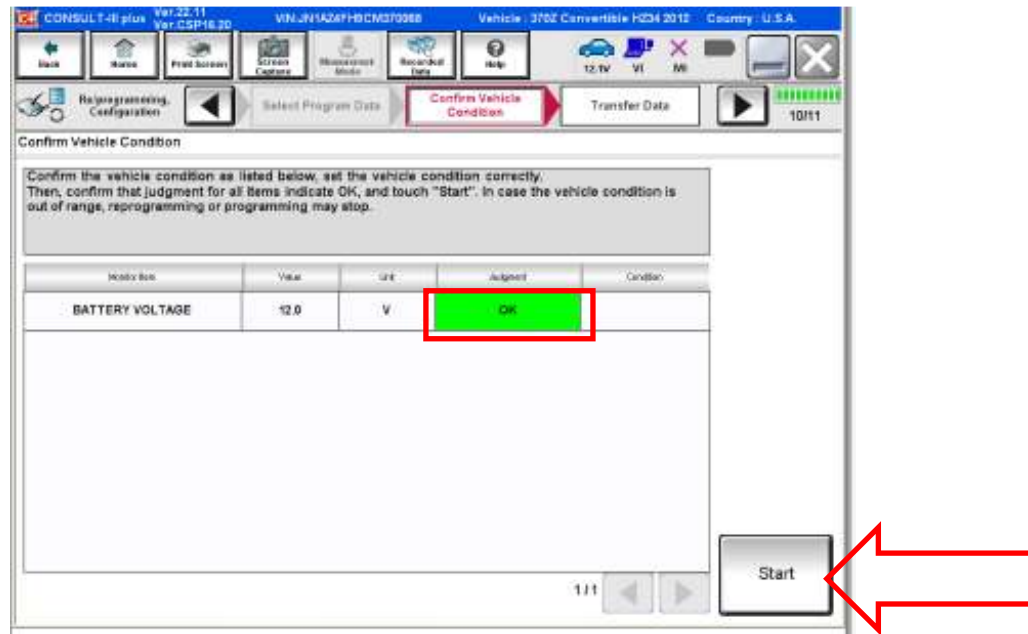 CONSULT-III plus Ver.22.11 VIN:JN1AZ4FH9CM370068 Vehicle : 370Z Convertible HZ34 2012 Country : U.S.A.
Ver.CSP16.20
Back Home Print Screen Screen Capture Measurement Mode Recorded Data Help 12.1V VI MI
Re/programming, Configuration Select Program Data Confirm Vehicle Condition Transfer Data 10/11
Confirm Vehicle Condition
Confirm the vehicle condition as listed below, set the vehicle condition correctly.
Then, confirm that judgment for all items indicate OK, and touch "Start". In case the vehicle condition is
out of range, reprogramming or programming may stop.
Monitor Item Value Unit Judgment Condition
BATTERY VOLTAGE 12.0 V OK
1/1
Start